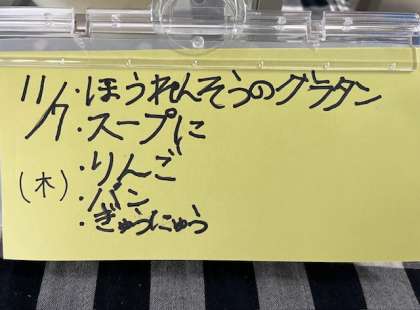 11/7・ほうれんそうのグラタン
・スープに
・りんご
(木)・パン
・ぎゅうにゅう